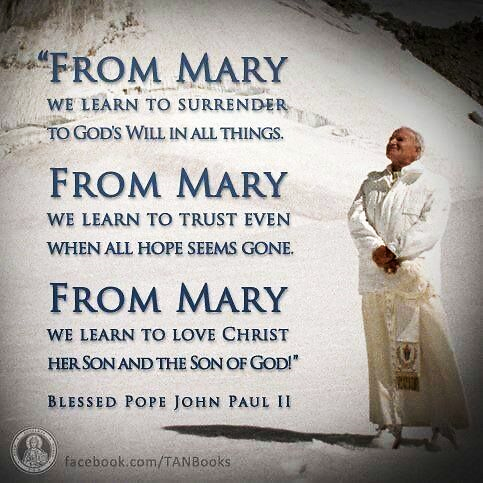 “From Mary
we learn to surrender
to God's Will in all things.
From Mary
we learn to trust even
when all hope seems gone.
From Mary
we learn to love Christ
her Son and the Son of God!”
Blessed Pope John Paul II
facebook.com/TANBooks